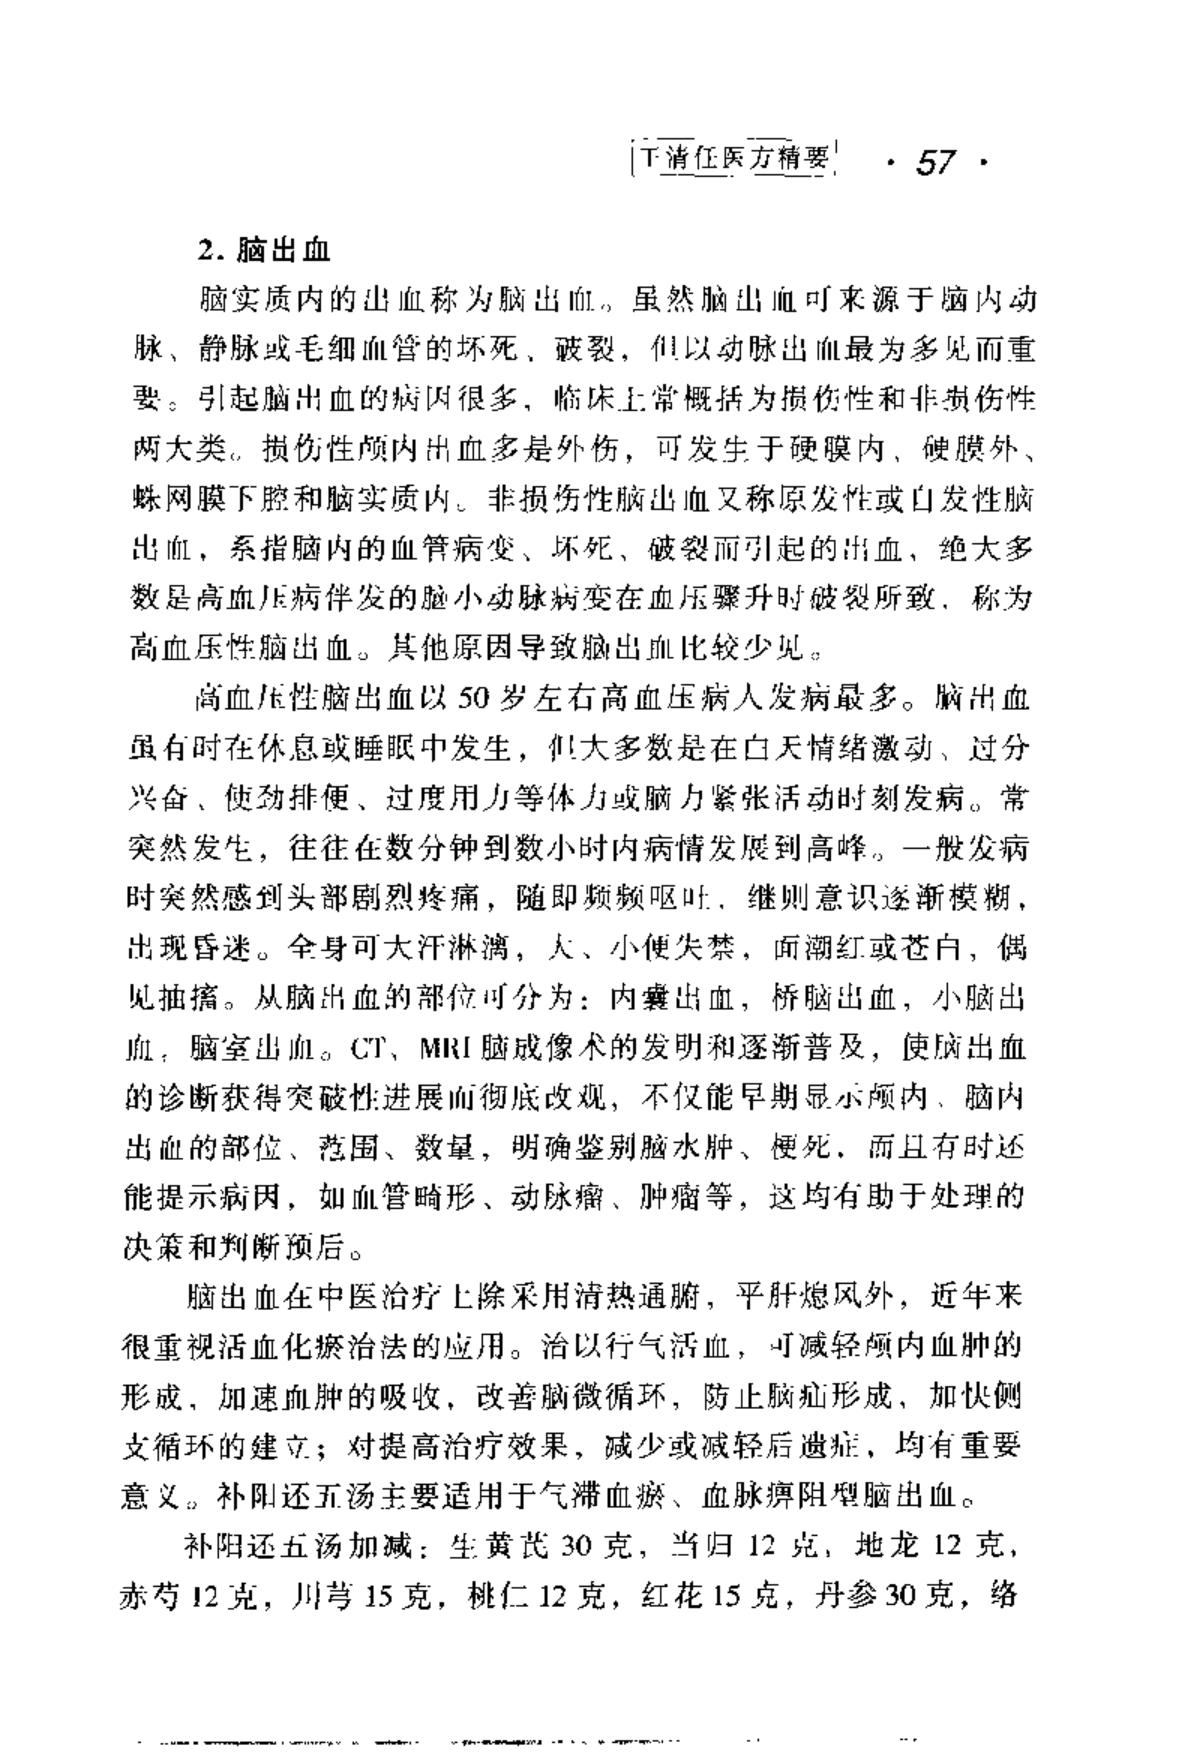 王清任医方精要 · 57 ·
2. 脑出血
脑实质内的出血称为脑出血。虽然脑出血可来源于脑内动
脉、静脉或毛细血管的坏死、破裂，但以动脉出血最为多见而重
要。引起脑出血的病因很多，临床上常概括为损伤性和非损伤性
两大类。损伤性颅内出血多是外伤，可发生于硬膜内、硬膜外、
蛛网膜下腔和脑实质内。非损伤性脑出血又称原发性或自发性脑
出血，系指脑内的血管病变、坏死、破裂而引起的出血，绝大多
数是高血压病伴发的脑小动脉病变在血压骤升时破裂所致，称为
高血压性脑出血。其他原因导致脑出血比较少见。
高血压性脑出血以 50 岁左右高血压病人发病最多。脑出血
虽有时在休息或睡眠中发生，但大多数是在白天情绪激动、过分
兴奋、使劲排便、过度用力等体力或脑力紧张活动时刻发病。常
突然发生，往往在数分钟到数小时内病情发展到高峰。一般发病
时突然感到头部剧烈疼痛，随即频频呕吐，继则意识逐渐模糊，
出现昏迷。全身可大汗淋漓，大、小便失禁，面潮红或苍白，偶
见抽搐。从脑出血的部位可分为：内囊出血，桥脑出血，小脑出
血，脑室出血。CT、MRI 脑成像术的发明和逐渐普及，使脑出血
的诊断获得突破性进展而彻底改观，不仅能早期显示颅内、脑内
出血的部位、范围、数量，明确鉴别脑水肿、梗死，而且有时还
能提示病因，如血管畸形、动脉瘤、肿瘤等，这均有助于处理的
决策和判断预后。
脑出血在中医治疗上除采用清热通腑，平肝熄风外，近年来
很重视活血化瘀治法的应用。治以行气活血，可减轻颅内血肿的
形成，加速血肿的吸收，改善脑微循环，防止脑疝形成，加快侧
支循环的建立；对提高治疗效果，减少或减轻后遗症，均有重要
意义。补阳还五汤主要适用于气滞血瘀、血脉痹阻型脑出血。
补阳还五汤加减：生黄芪 30 克，当归 12 克，地龙 12 克，
赤芍 12 克，川芎 15 克，桃仁 12 克，红花 15 克，丹参 30 克，络